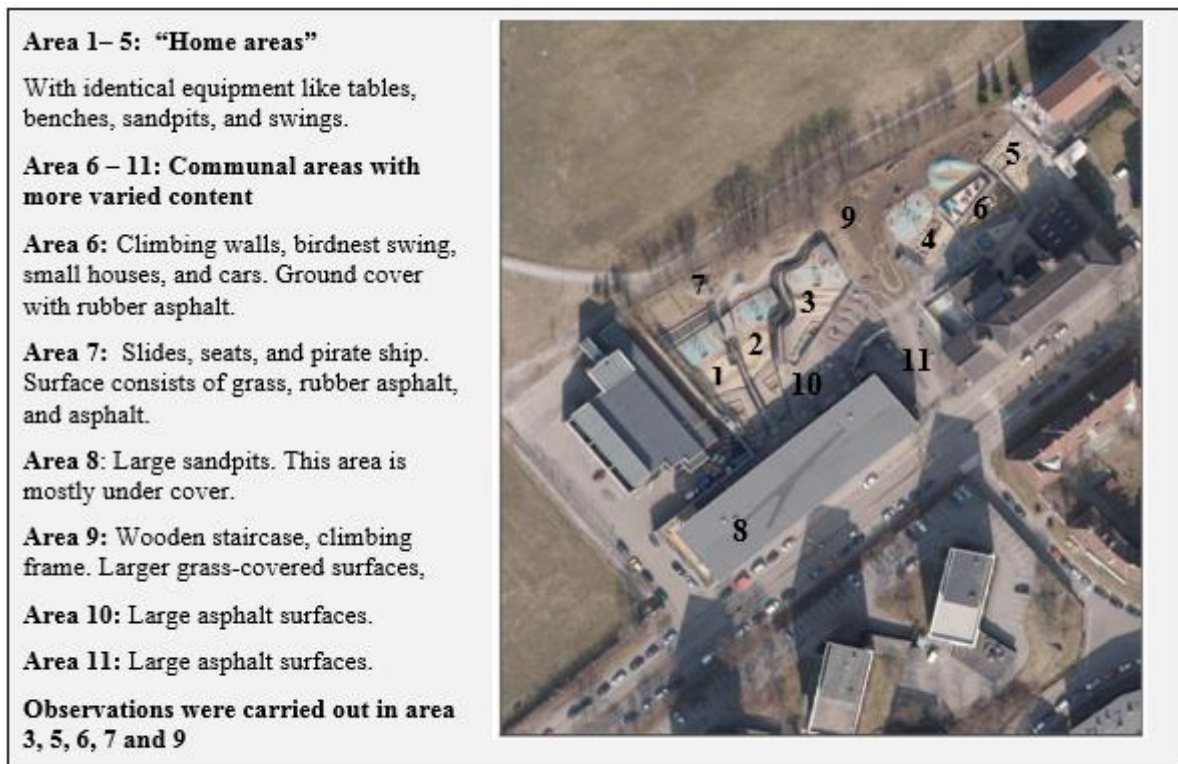 Area 1– 5:  “Home areas”
With identical equipment like tables,
benches, sandpits, and swings.
Area 6 – 11: Communal areas with
more varied content
Area 6: Climbing walls, birdnest swing,
small houses, and cars. Ground cover
with rubber asphalt.
Area 7:  Slides, seats, and pirate ship.
Surface consists of grass, rubber asphalt,
and asphalt.
Area 8: Large sandpits. This area is
mostly under cover.
Area 9: Wooden staircase, climbing
frame. Larger grass-covered surfaces,
Area 10: Large asphalt surfaces.
Area 11: Large asphalt surfaces.
Observations were carried out in area
3, 5, 6, 7 and 9
5
6
9
4
7
3
2
11
1
10
8